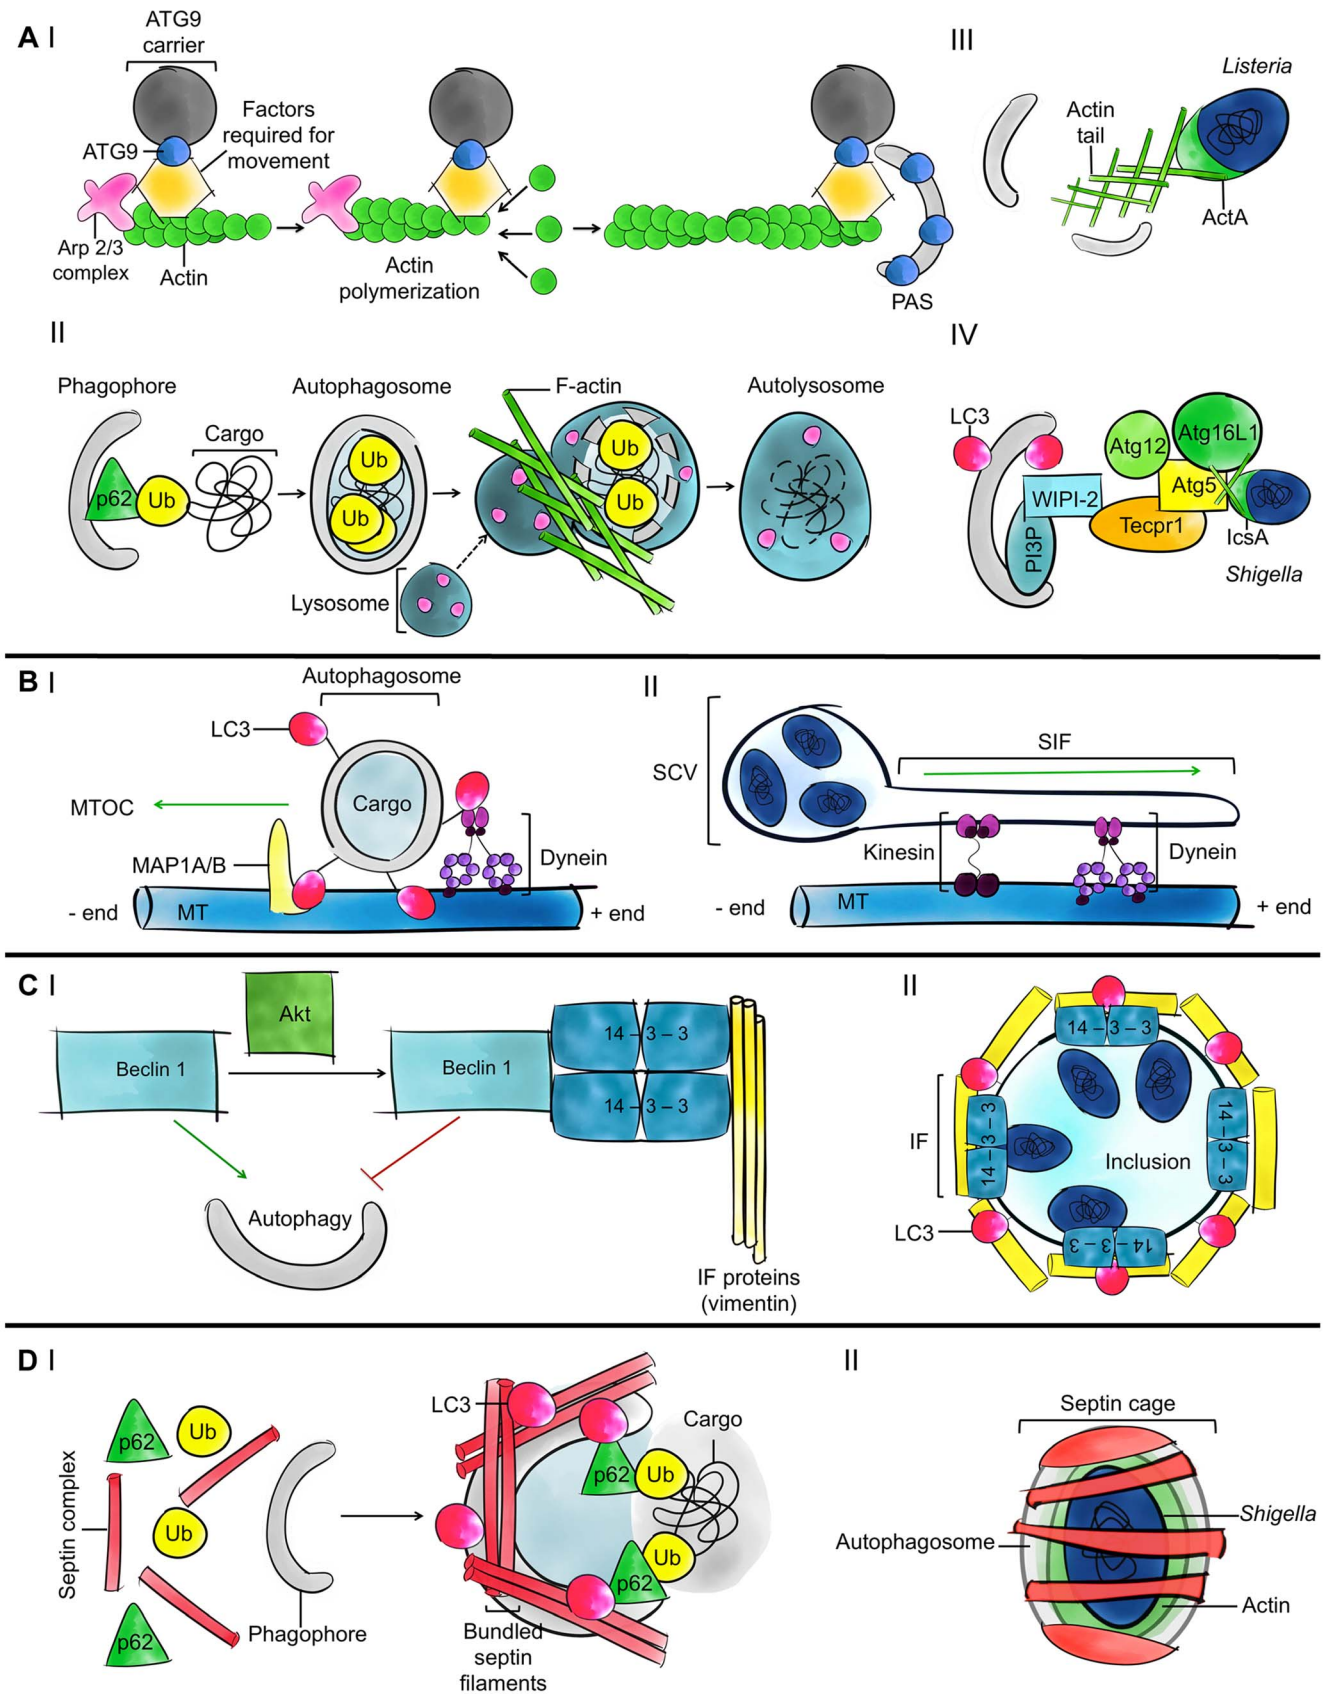 A I
ATG9
carrier
ATG9
Factors
required for
movement
Arp 2/3
complex
Actin
Actin
polymerization
PAS
III
Listeria
Actin
tail
ActA
II
Phagophore
Cargo
p62
Ub
Autophagosome
Ub
Ub
Lysosome
F-actin
Ub
Ub
Autolysosome
IV
LC3
Atg12
Atg16L1
WIPI-2
Atg5
Tecpr1
PI3P
IcsA
Shigella
B I
Autophagosome
LC3
MTOC
Cargo
MAP1A/B
Dynein
- end
MT
+ end
II
SCV
SIF
Kinesin
Dynein
- end
MT
+ end
C I
Akt
Beclin 1
Beclin 1
14 – 3 – 3
14 – 3 – 3
Autophagy
IF proteins
(vimentin)
II
14 – 3 – 3
14 – 3 – 3
14 – 3 – 3
14 – 3 – 3
IF
Inclusion
LC3
D I
p62
Ub
Septin complex
Ub
p62
Phagophore
LC3
Cargo
p62
Ub
Ub
p62
Bundled
septin
filaments
II
Septin cage
Shigella
Autophagosome
Actin